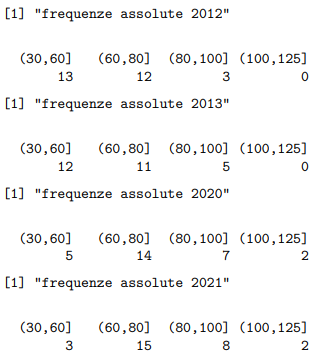 [1] "frequenze assolute 2012"
(30,60] (60,80] (80,100] (100,125]
13 12 3 0
[1] "frequenze assolute 2013"
(30,60] (60,80] (80,100] (100,125]
12 11 5 0
[1] "frequenze assolute 2020"
(30,60] (60,80] (80,100] (100,125]
5 14 7 2
[1] "frequenze assolute 2021"
(30,60] (60,80] (80,100] (100,125]
3 15 8 2